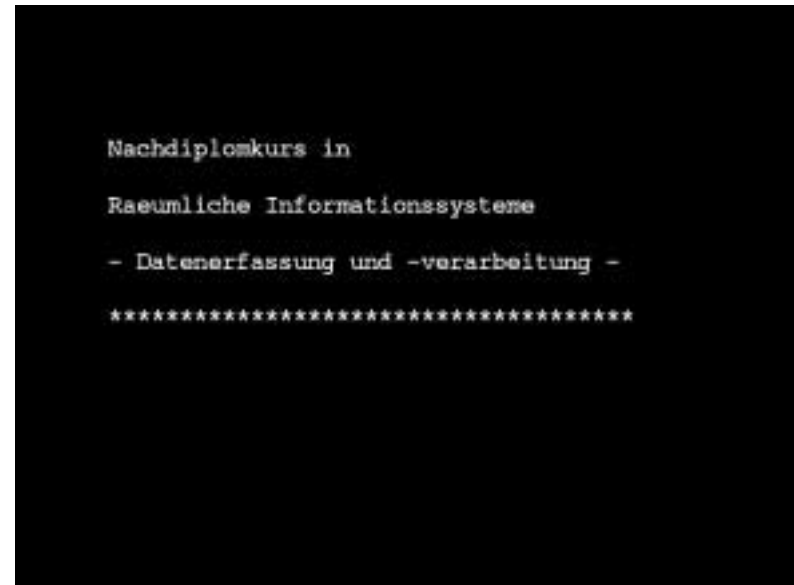 Nachdiplomkurs in
Raeumliche Informationssysteme
- Datenerfassung und -verarbeitung -
*************************************